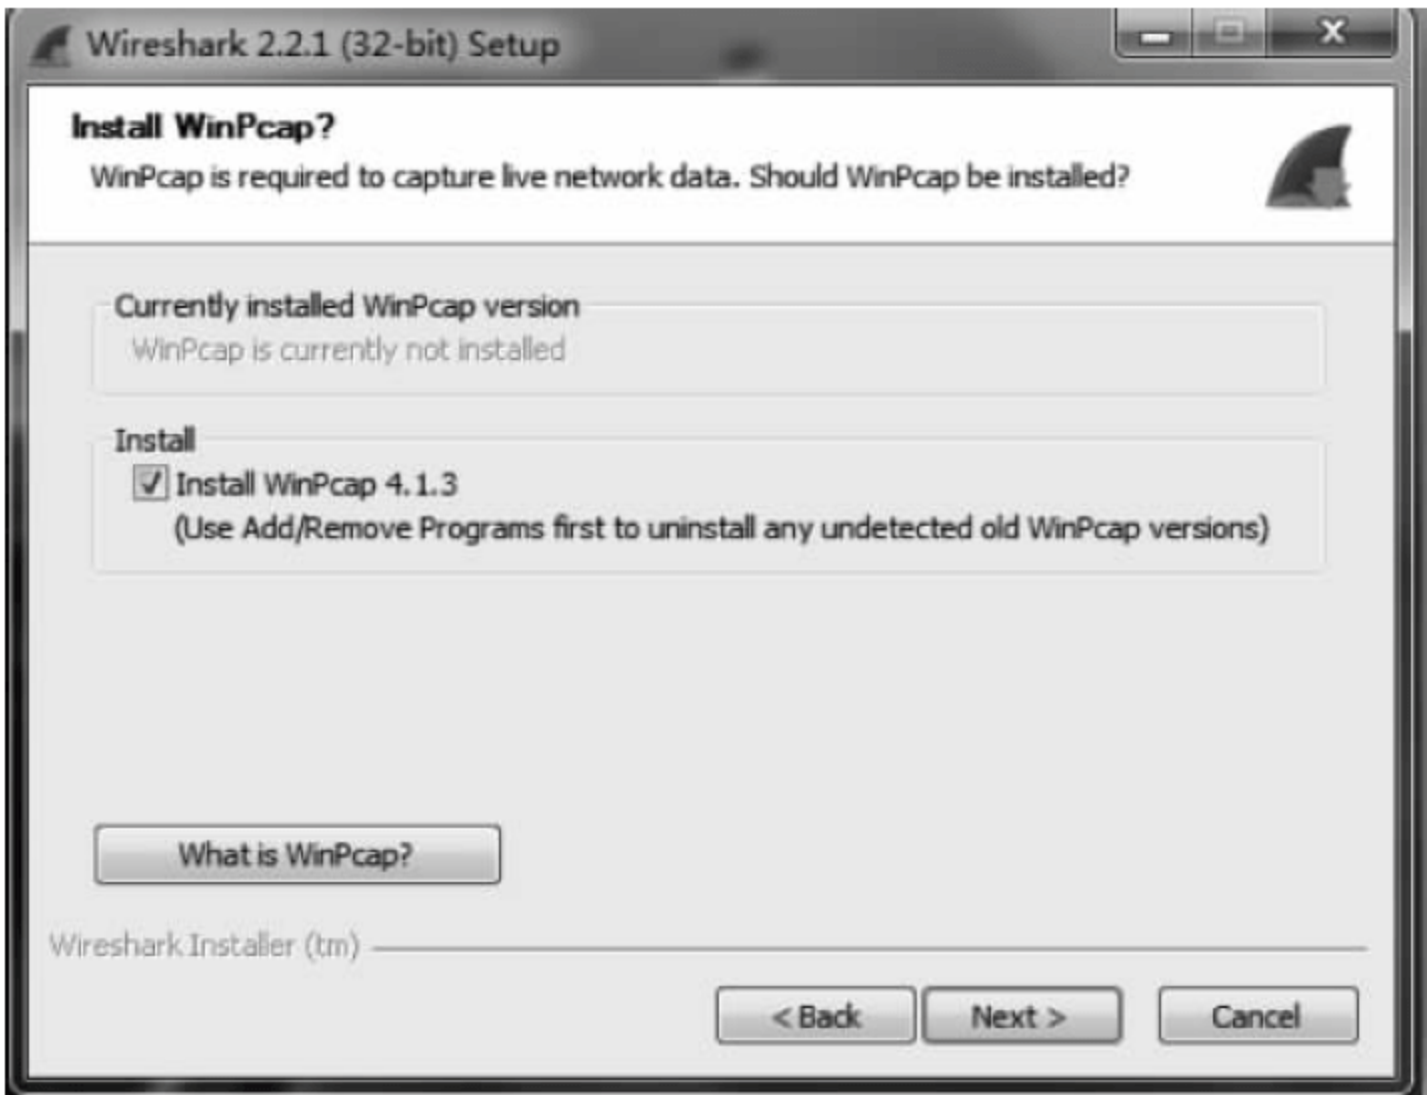 Wireshark 2.2.1 (32-bit) Setup
Install WinPcap?
WinPcap is required to capture live network data. Should WinPcap be installed?
Currently installed WinPcap version
WinPcap is currently not installed
Install
Install WinPcap 4.1.3
(Use Add/Remove Programs first to uninstall any undetected old WinPcap versions)
What is WinPcap?
Wireshark Installer (tm)
< Back Next > Cancel